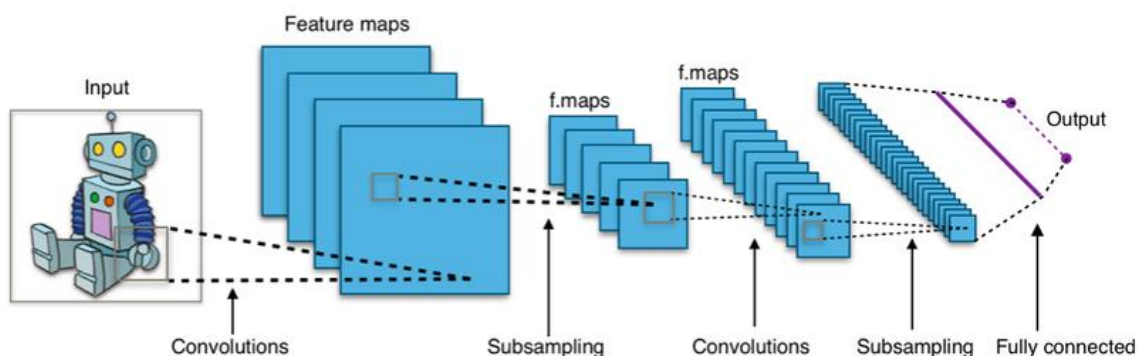 Feature maps
Input
f.maps
f.maps
Output
Convolutions
Subsampling
Convolutions
Subsampling
Fully connected